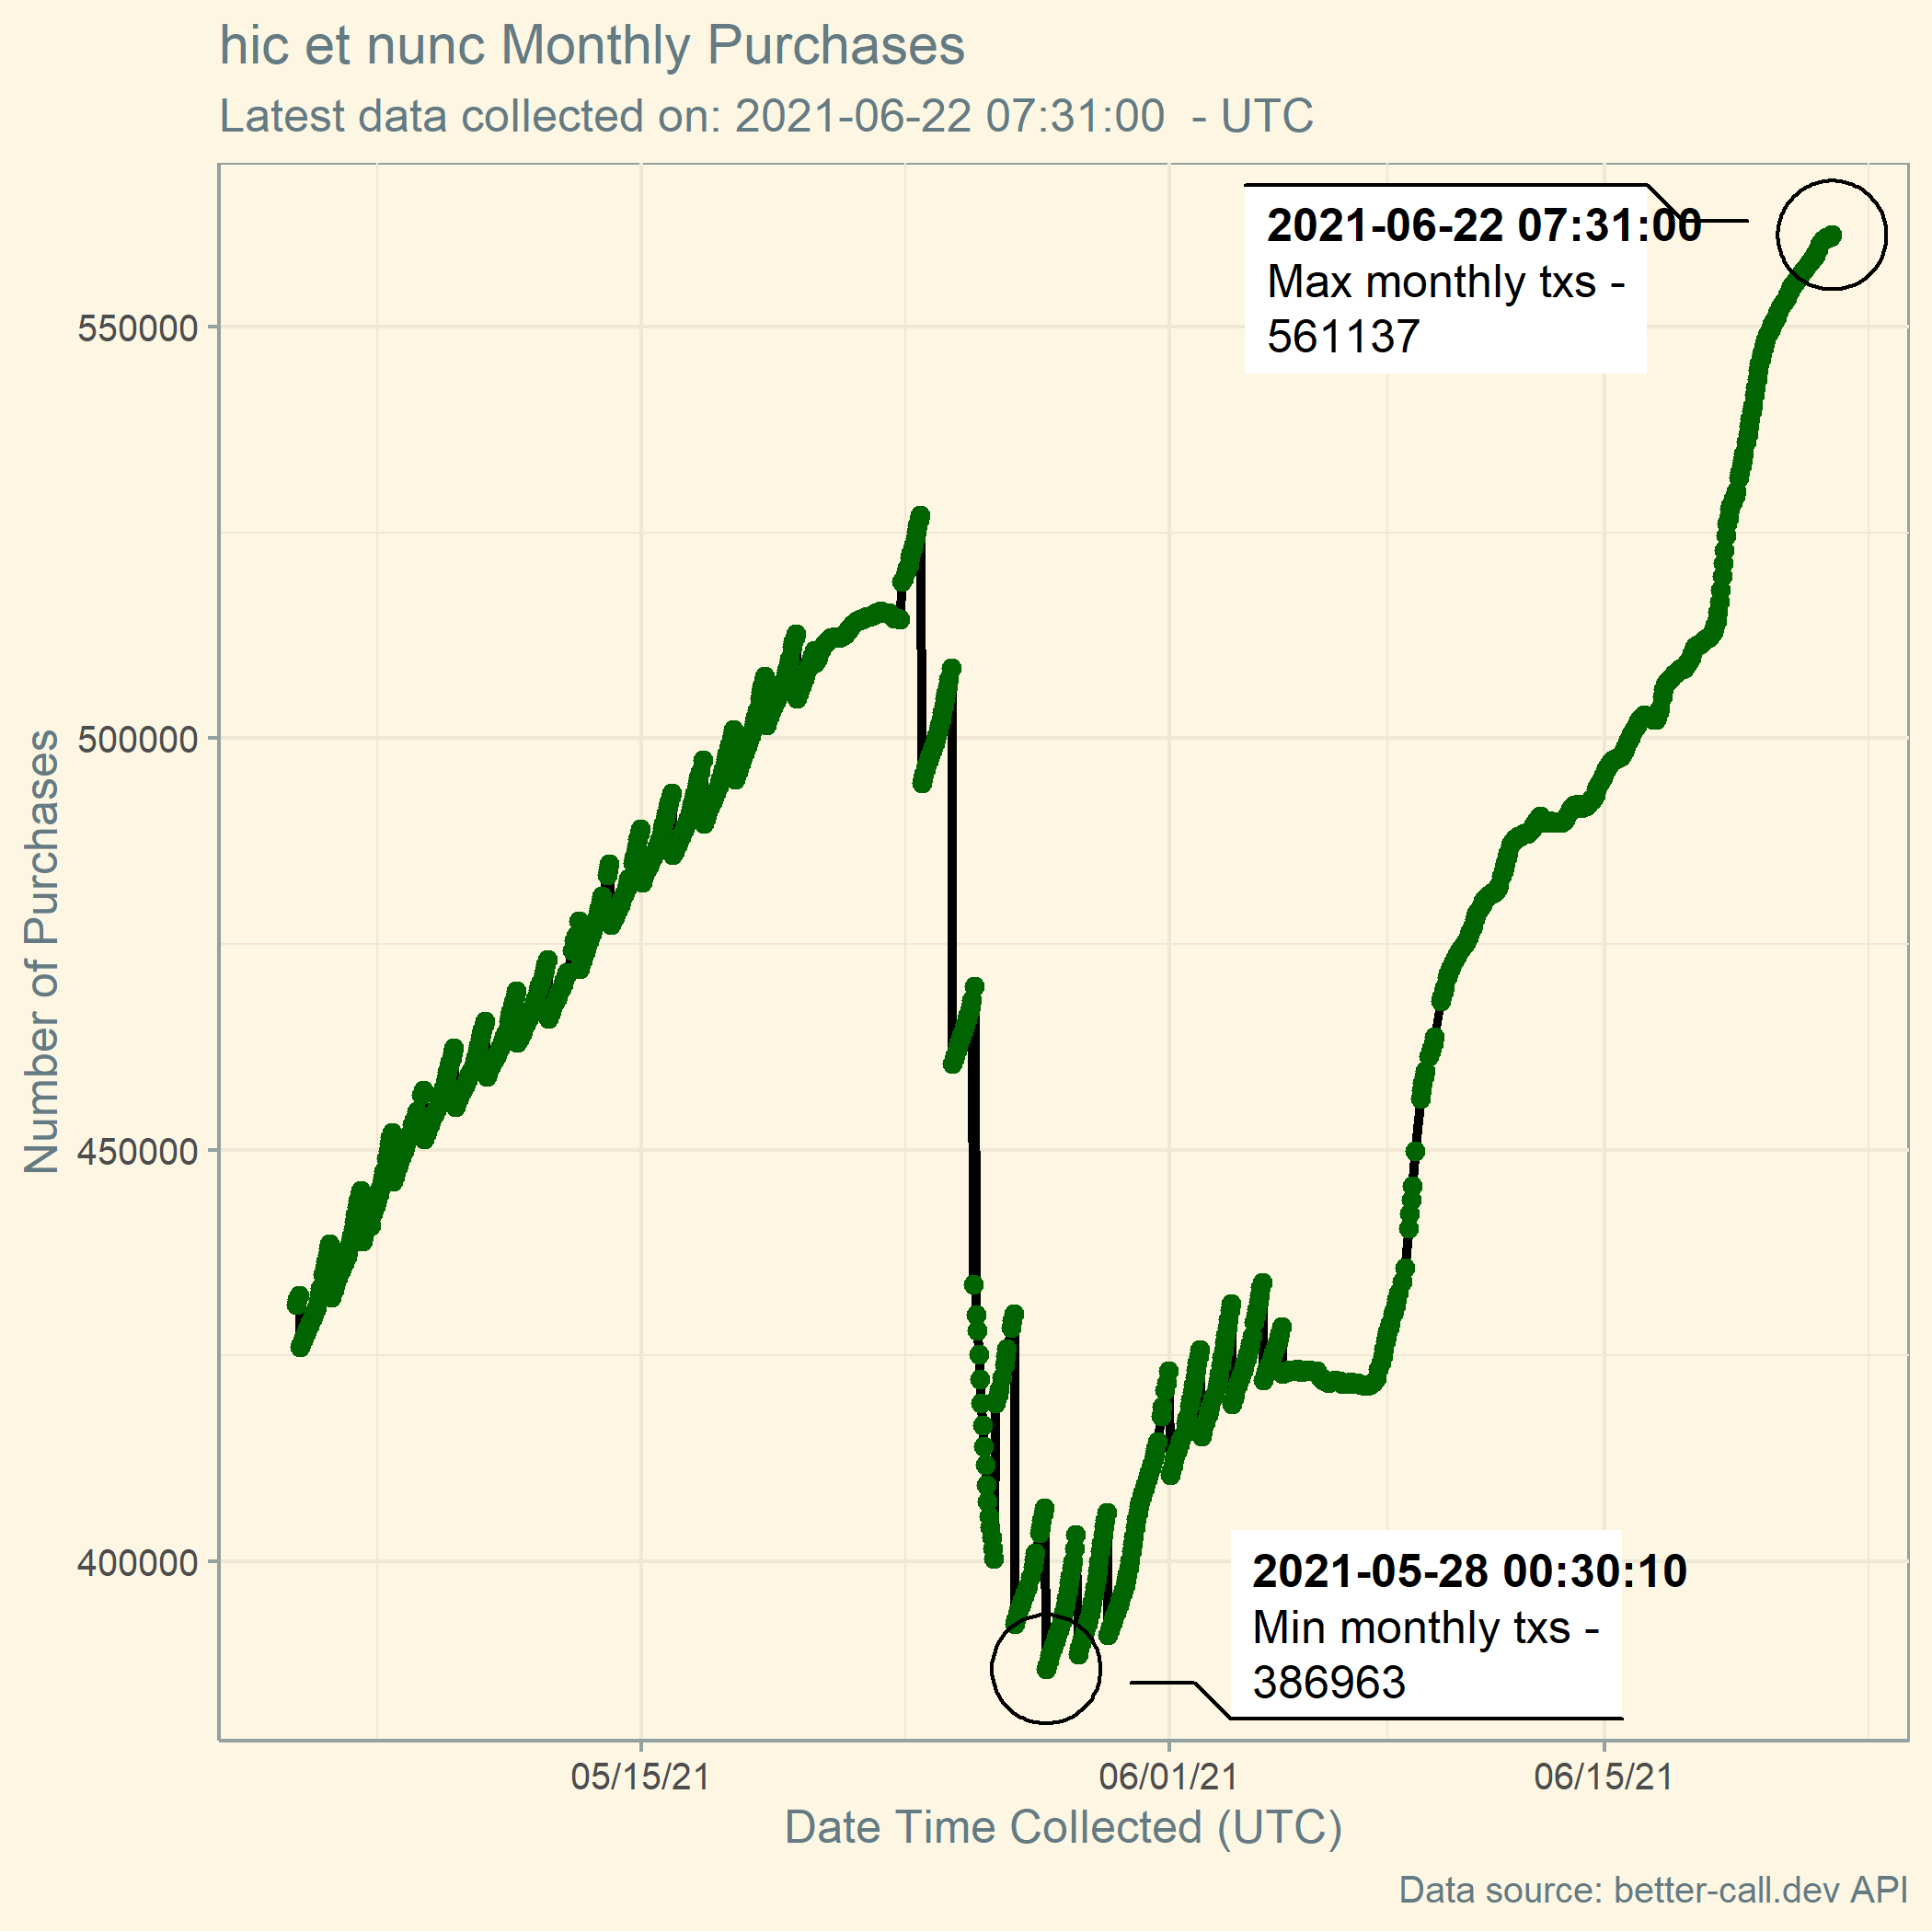 hic et nunc Monthly Purchases
Latest data collected on: 2021-06-22 07:31:00  - UTC
2021-06-22 07:31:00
Max monthly txs -
561137
550000
500000
450000
400000
Number of Purchases
2021-05-28 00:30:10
Min monthly txs -
386963
05/15/21
06/01/21
06/15/21
Date Time Collected (UTC)
Data source: better-call.dev API